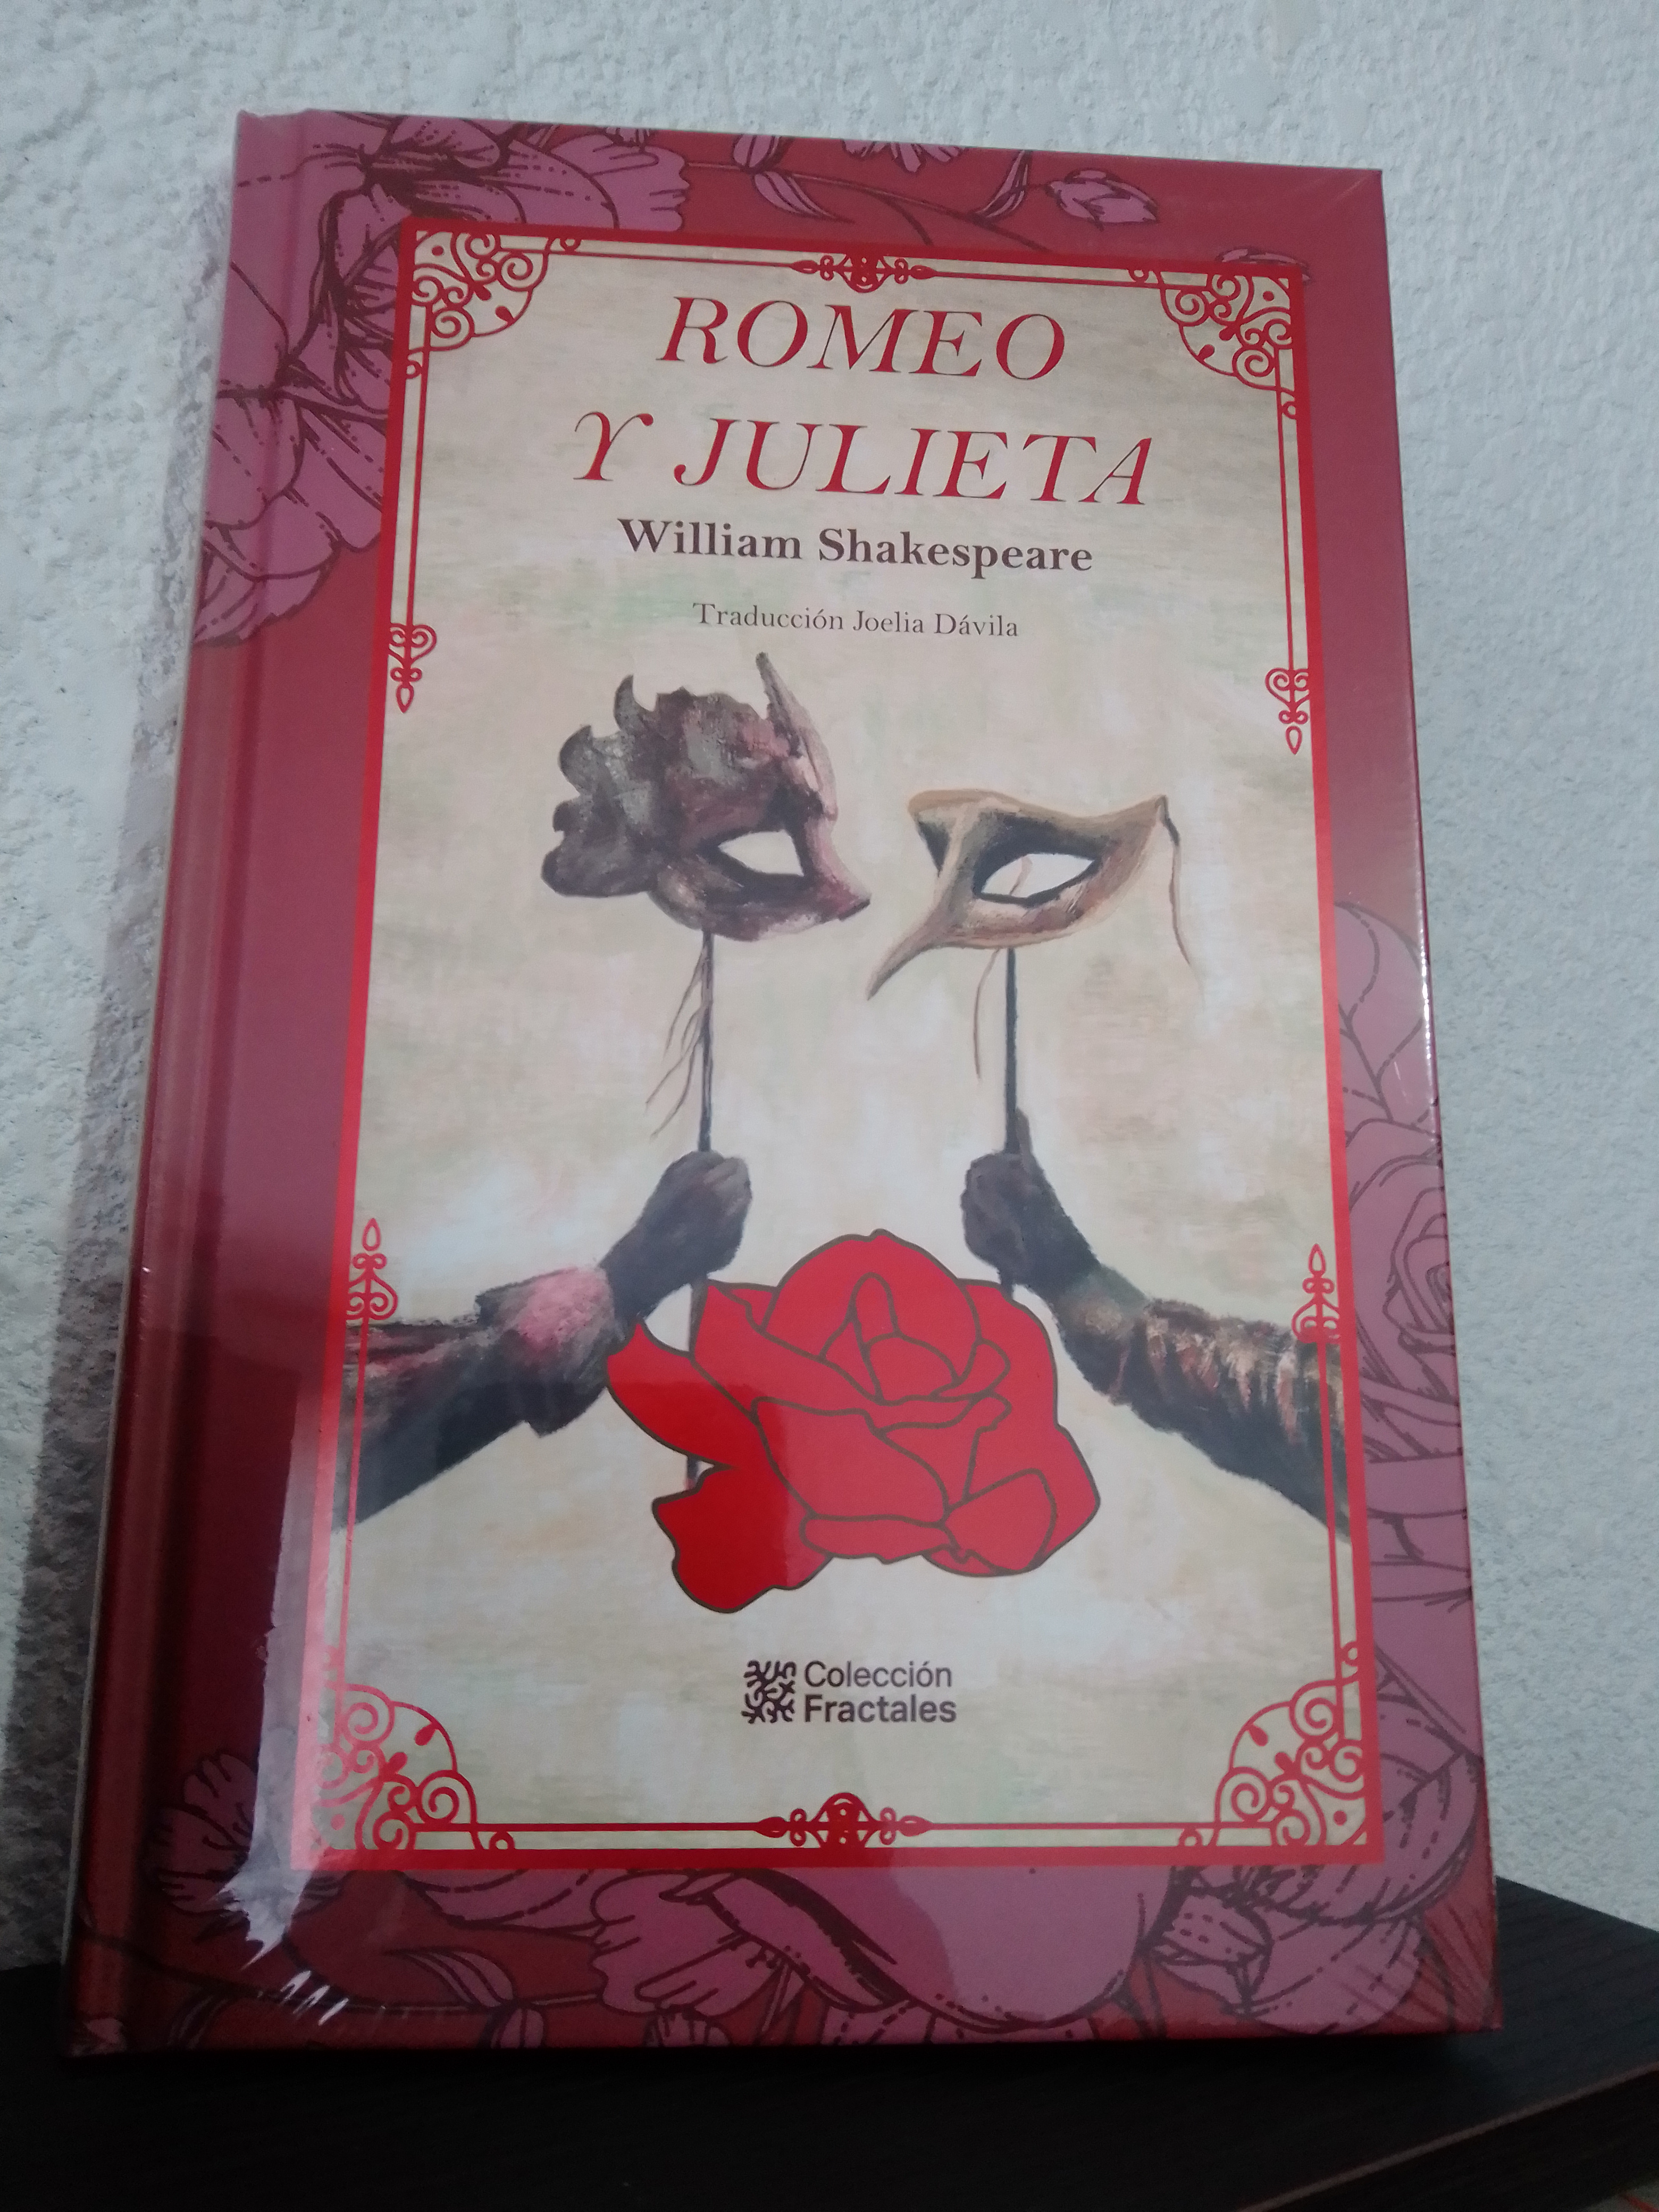 ROMEO
Y JULIETA
William Shakespeare
Traducción Joelia Dávila
Colección
Fractales